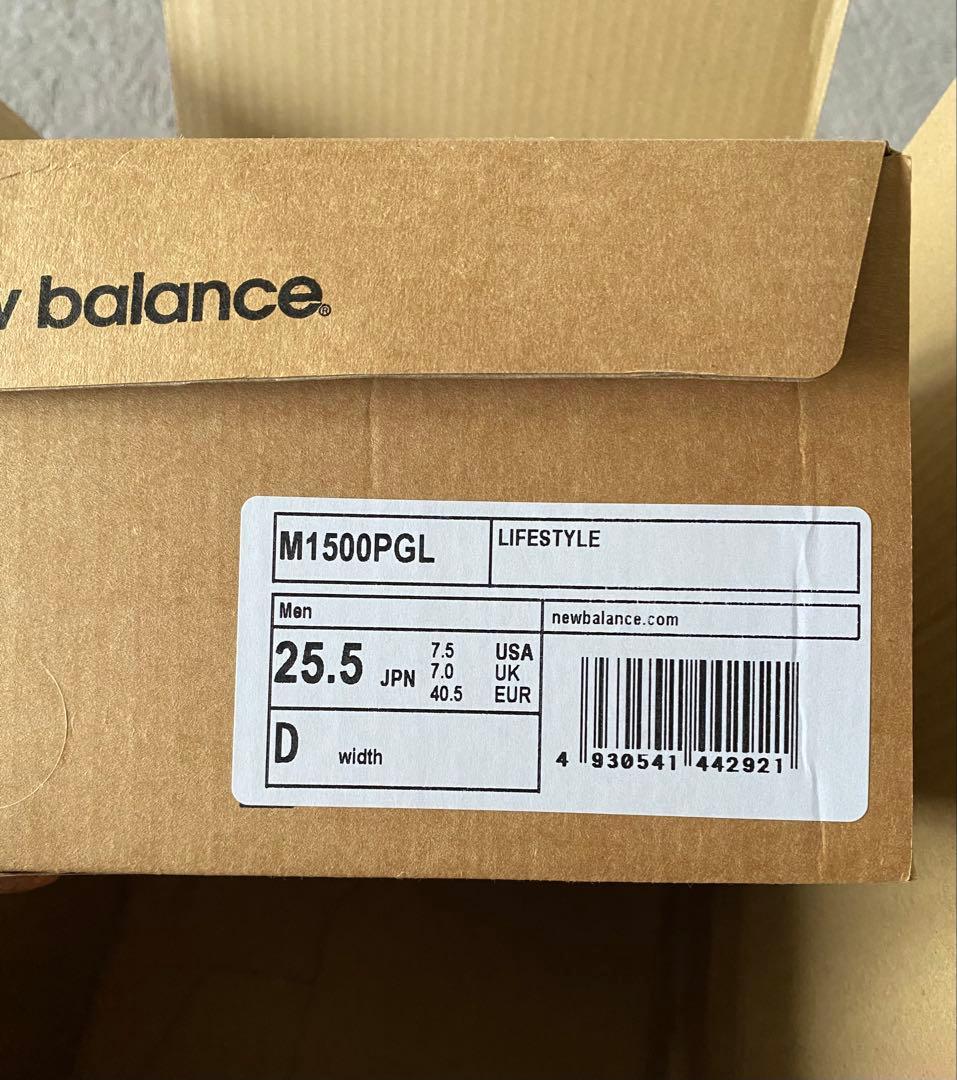 balance®
M1500PGL
LIFESTYLE
Men
newbalance.com
25.5 JPN
7.5 USA
7.0 UK
40.5 EUR
D width
4 930541 442921